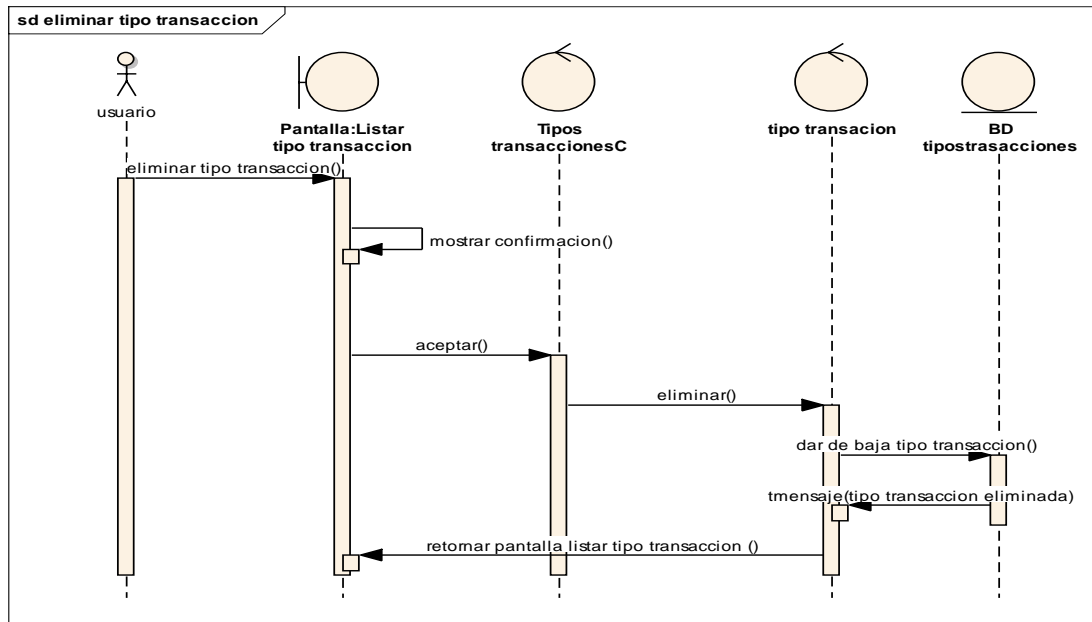 sd eliminar tipo transaccion
usuario
Pantalla:Listar
tipo transaccion
Tipos
transaccionesC
tipo transacion
BD
tipostrasacciones
eliminar tipo transaccion()
mostrar confirmacion()
aceptar()
eliminar()
dar de baja tipo transaccion()
tmensaje(tipo transaccion eliminada)
retornar pantalla listar tipo transaccion ()